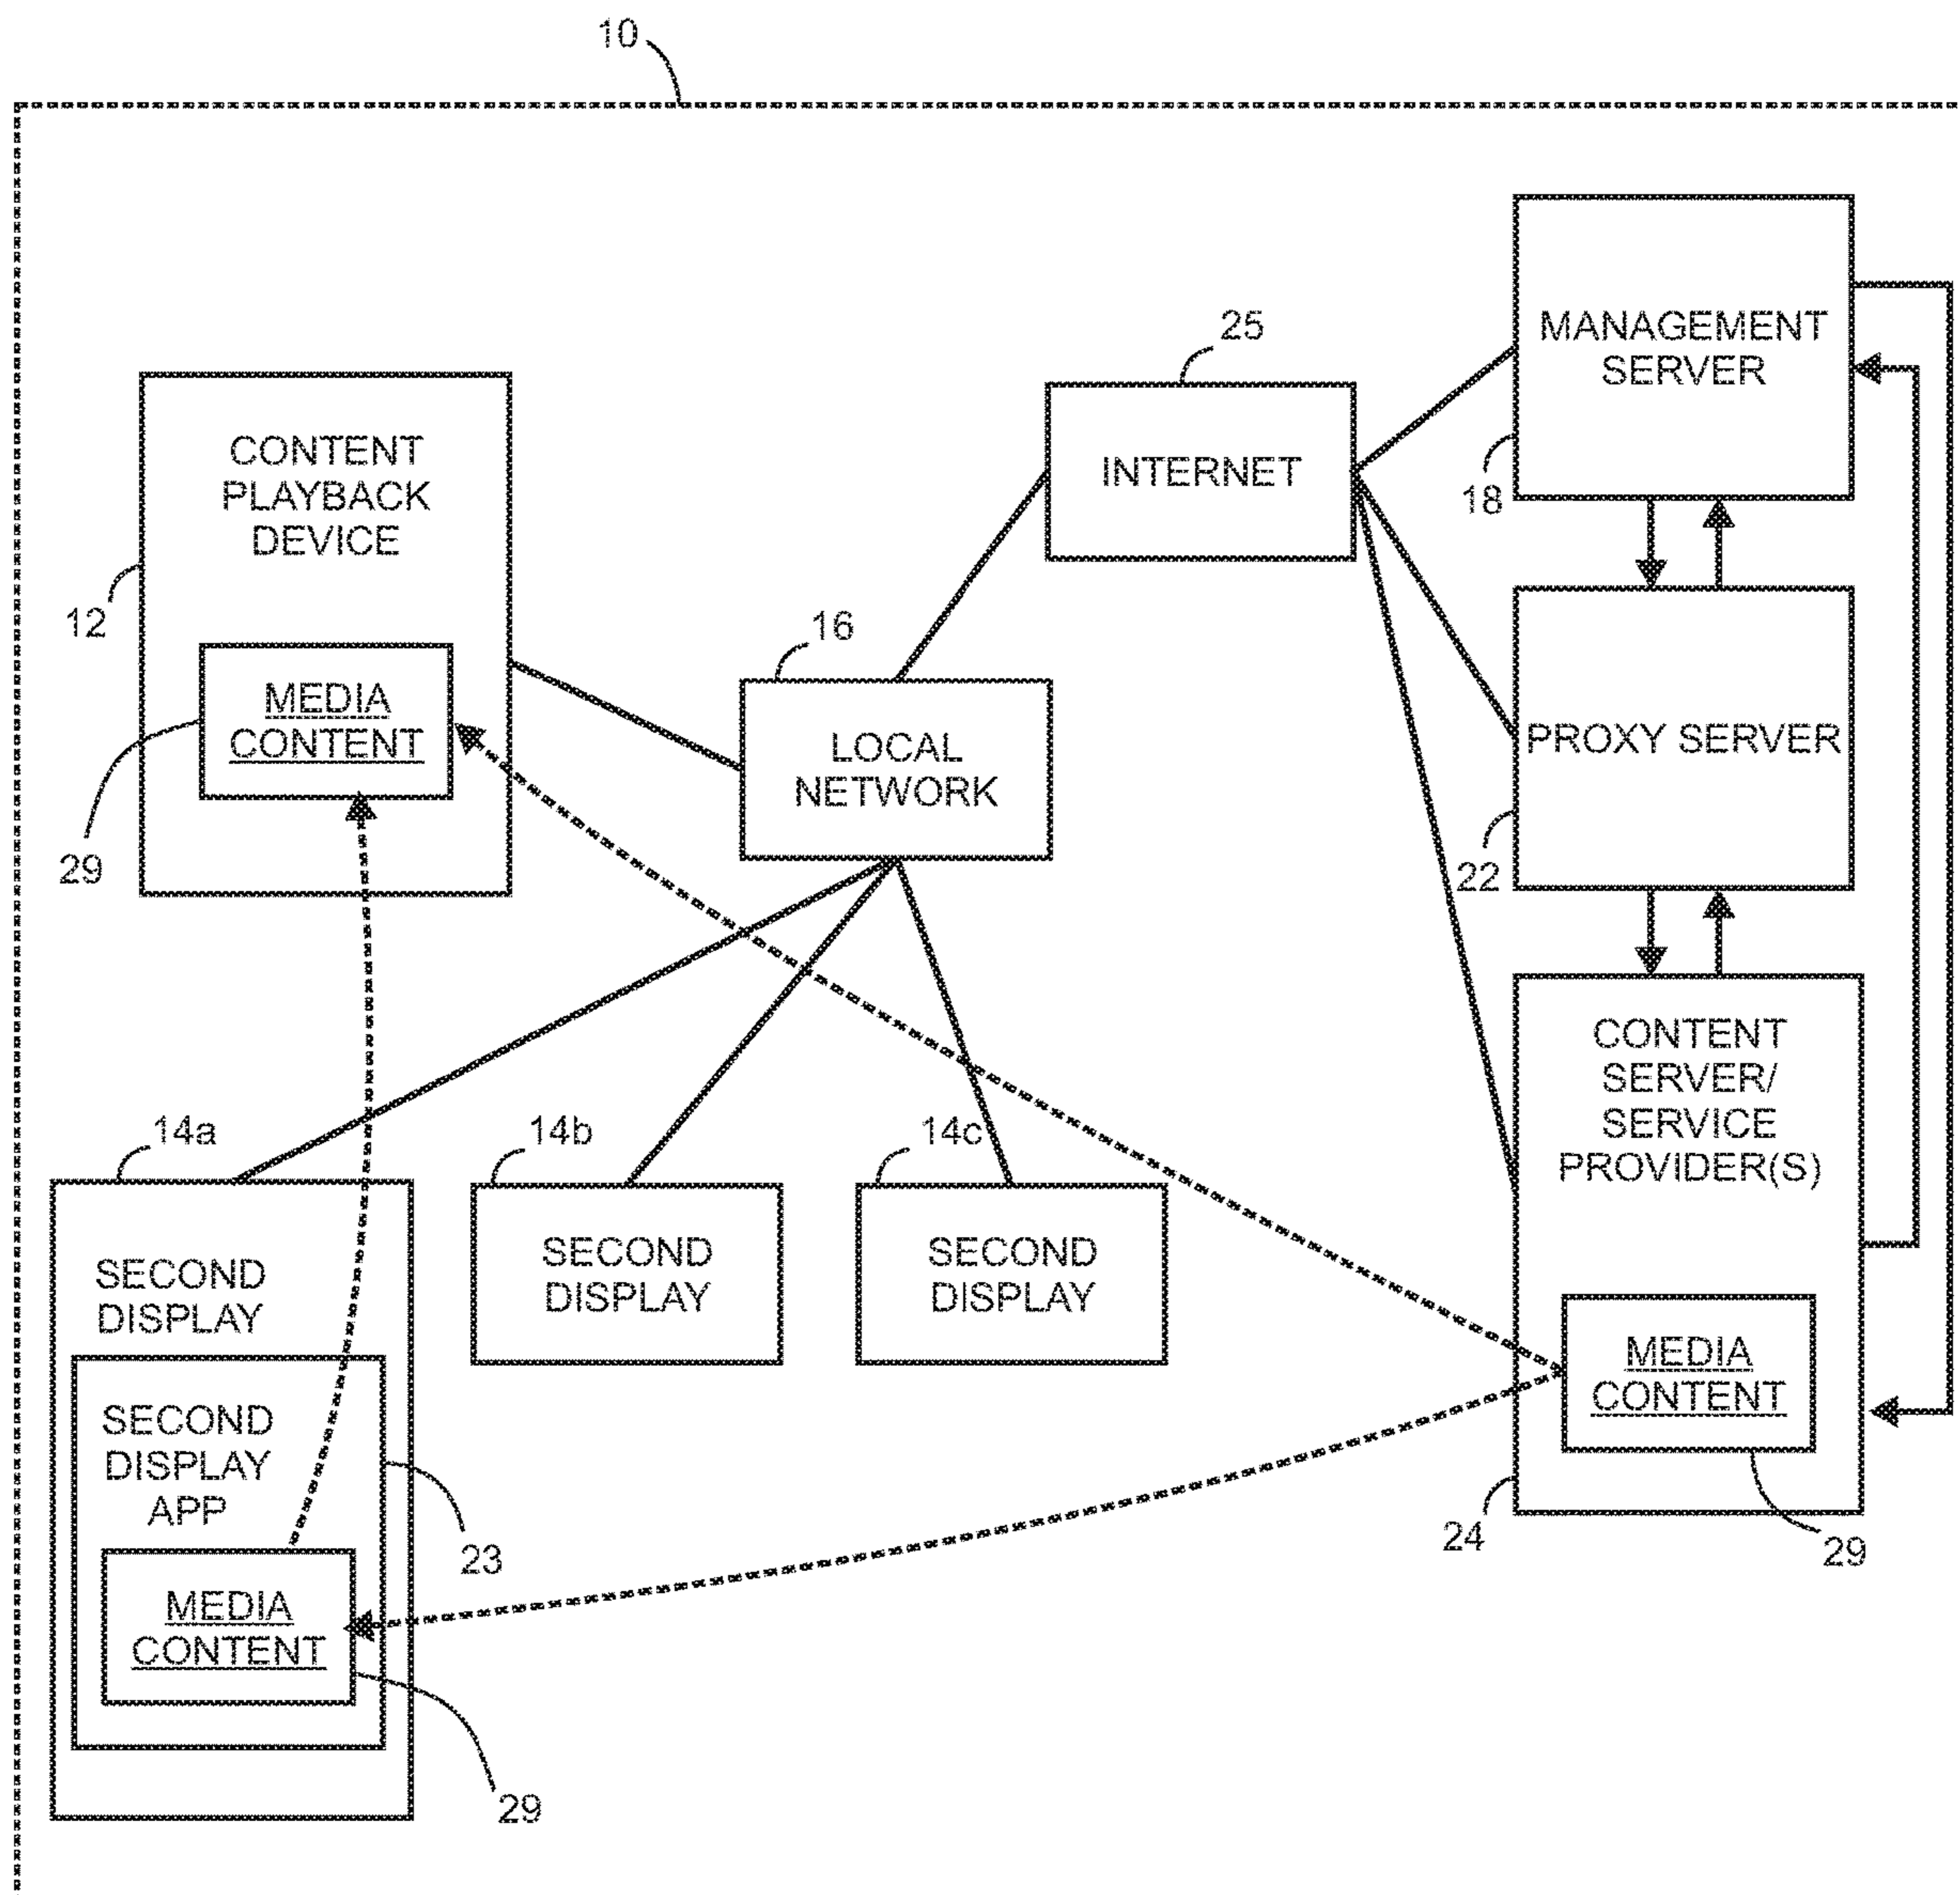 10
25
MANAGEMENT
SERVER
18
INTERNET
CONTENT
PLAYBACK
DEVICE
12
MEDIA
CONTENT
29
16
LOCAL
NETWORK
PROXY SERVER
22
CONTENT
SERVER/
SERVICE
PROVIDER(S)
MEDIA
CONTENT
24
29
14a
SECOND
DISPLAY
SECOND
DISPLAY
APP
23
MEDIA
CONTENT
29
14b
SECOND
DISPLAY
14c
SECOND
DISPLAY